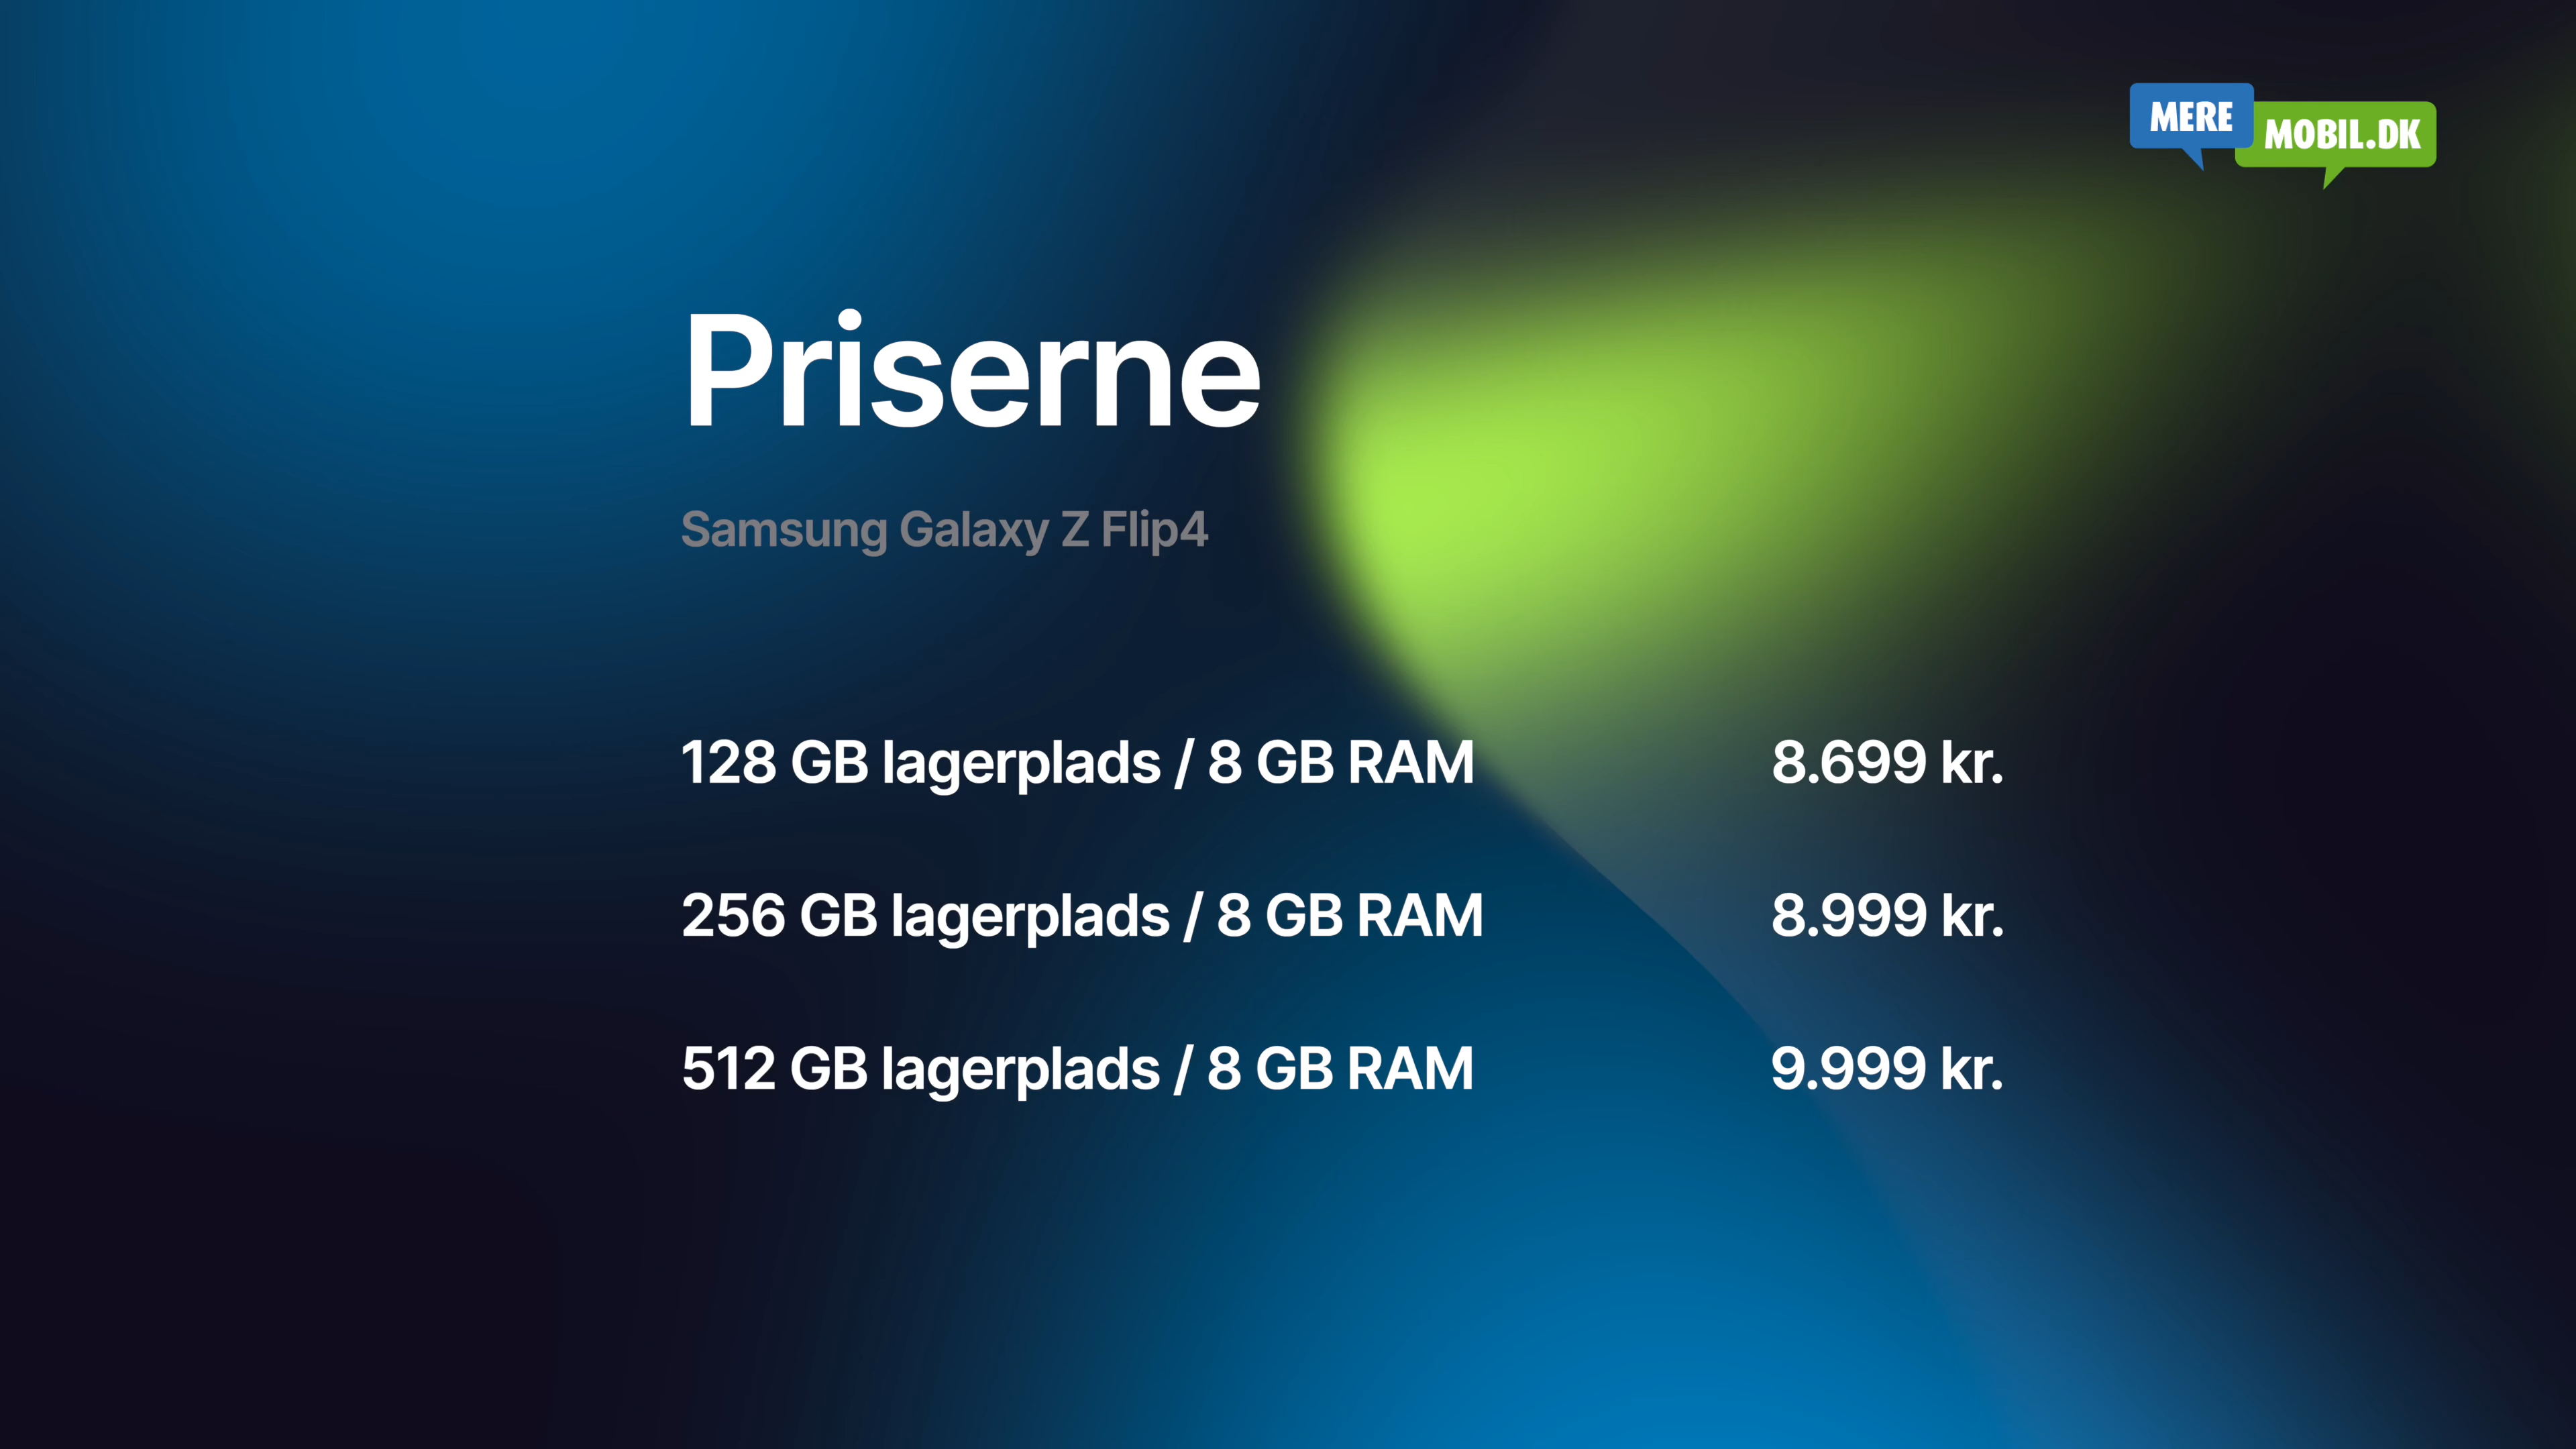 MERE MOBIL.DK
Priserne
Samsung Galaxy Z Flip4
128 GB lagerplads / 8 GB RAM 8.699 kr.
256 GB lagerplads / 8 GB RAM 8.999 kr.
512 GB lagerplads / 8 GB RAM 9.999 kr.